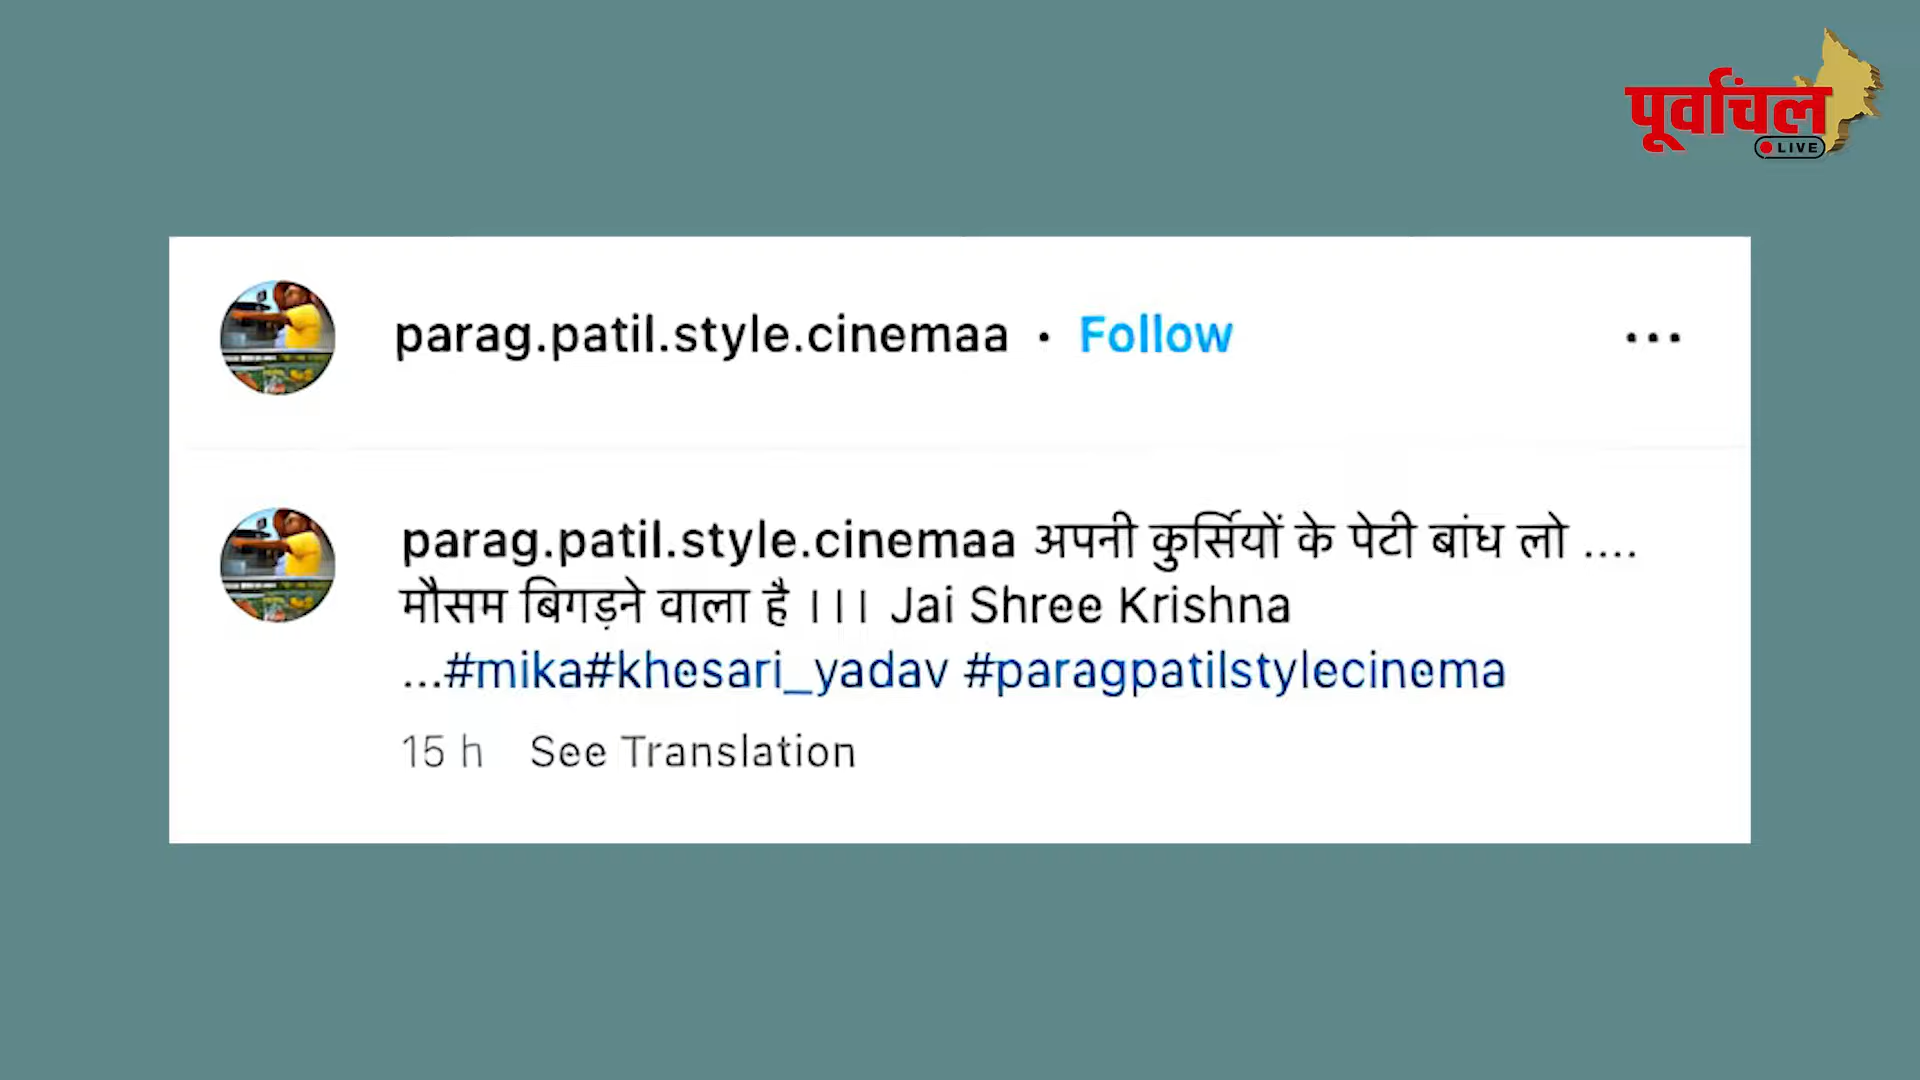 पूर्वांचल
LIVE
parag.patil.style.cinemaa • Follow ...
parag.patil.style.cinemaa अपनी कुर्सियों के पेटी बांध लो ....
मौसम बिगड़ने वाला है ।।। Jai Shree Krishna
...#mika#khesari_yadav #paragpatilstylecinema
15 h See Translation